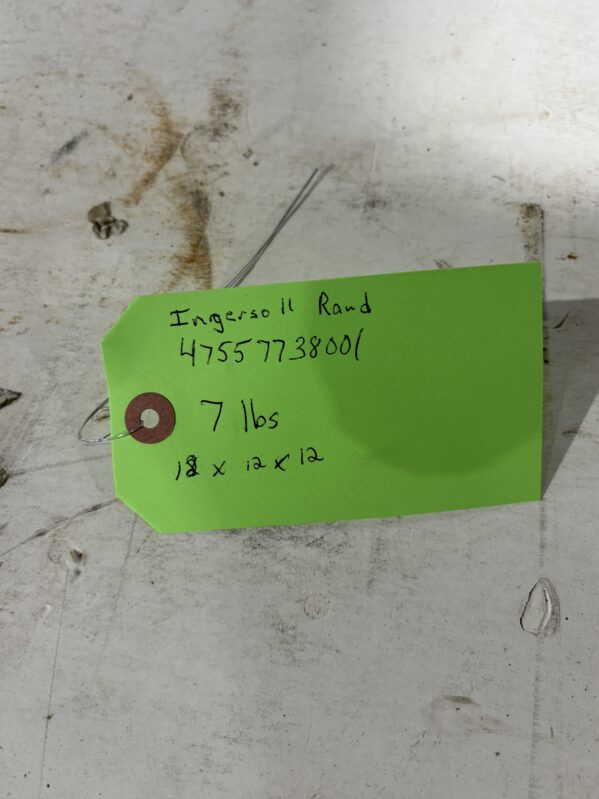 Ingersoll Rand
47557738001
7 lbs
18 x 12 x 12